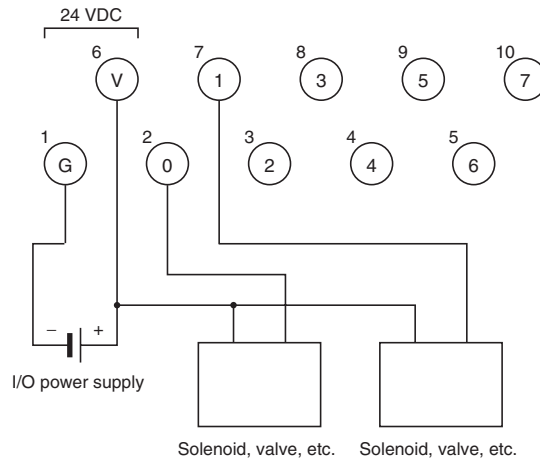 24 VDC
6 7 8 9 10
V 1 3 5 7
1 2 3 4 5
G 0 2 4 6
− +
I/O power supply
Solenoid, valve, etc. Solenoid, valve, etc.